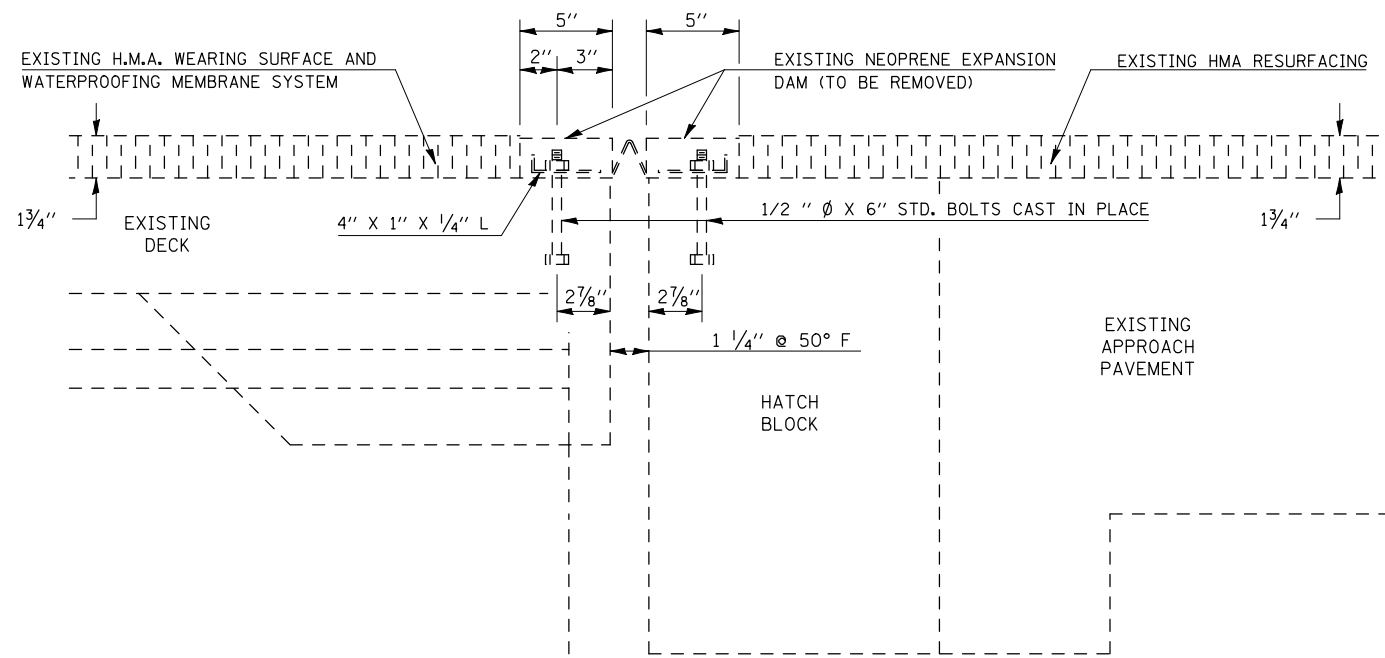 5″
5″
2″
3″
EXISTING H.M.A. WEARING SURFACE AND
WATERPROOFING MEMBRANE SYSTEM
EXISTING NEOPRENE EXPANSION
DAM (TO BE REMOVED)
EXISTING HMA RESURFACING
1¾″
EXISTING
DECK
4″ X 1″ X ¼″ L
1/2 ″ Ø X 6″ STD. BOLTS CAST IN PLACE
1¾″
2⅞″
2⅞″
1 ¼″ @ 50° F
EXISTING
APPROACH
PAVEMENT
HATCH
BLOCK